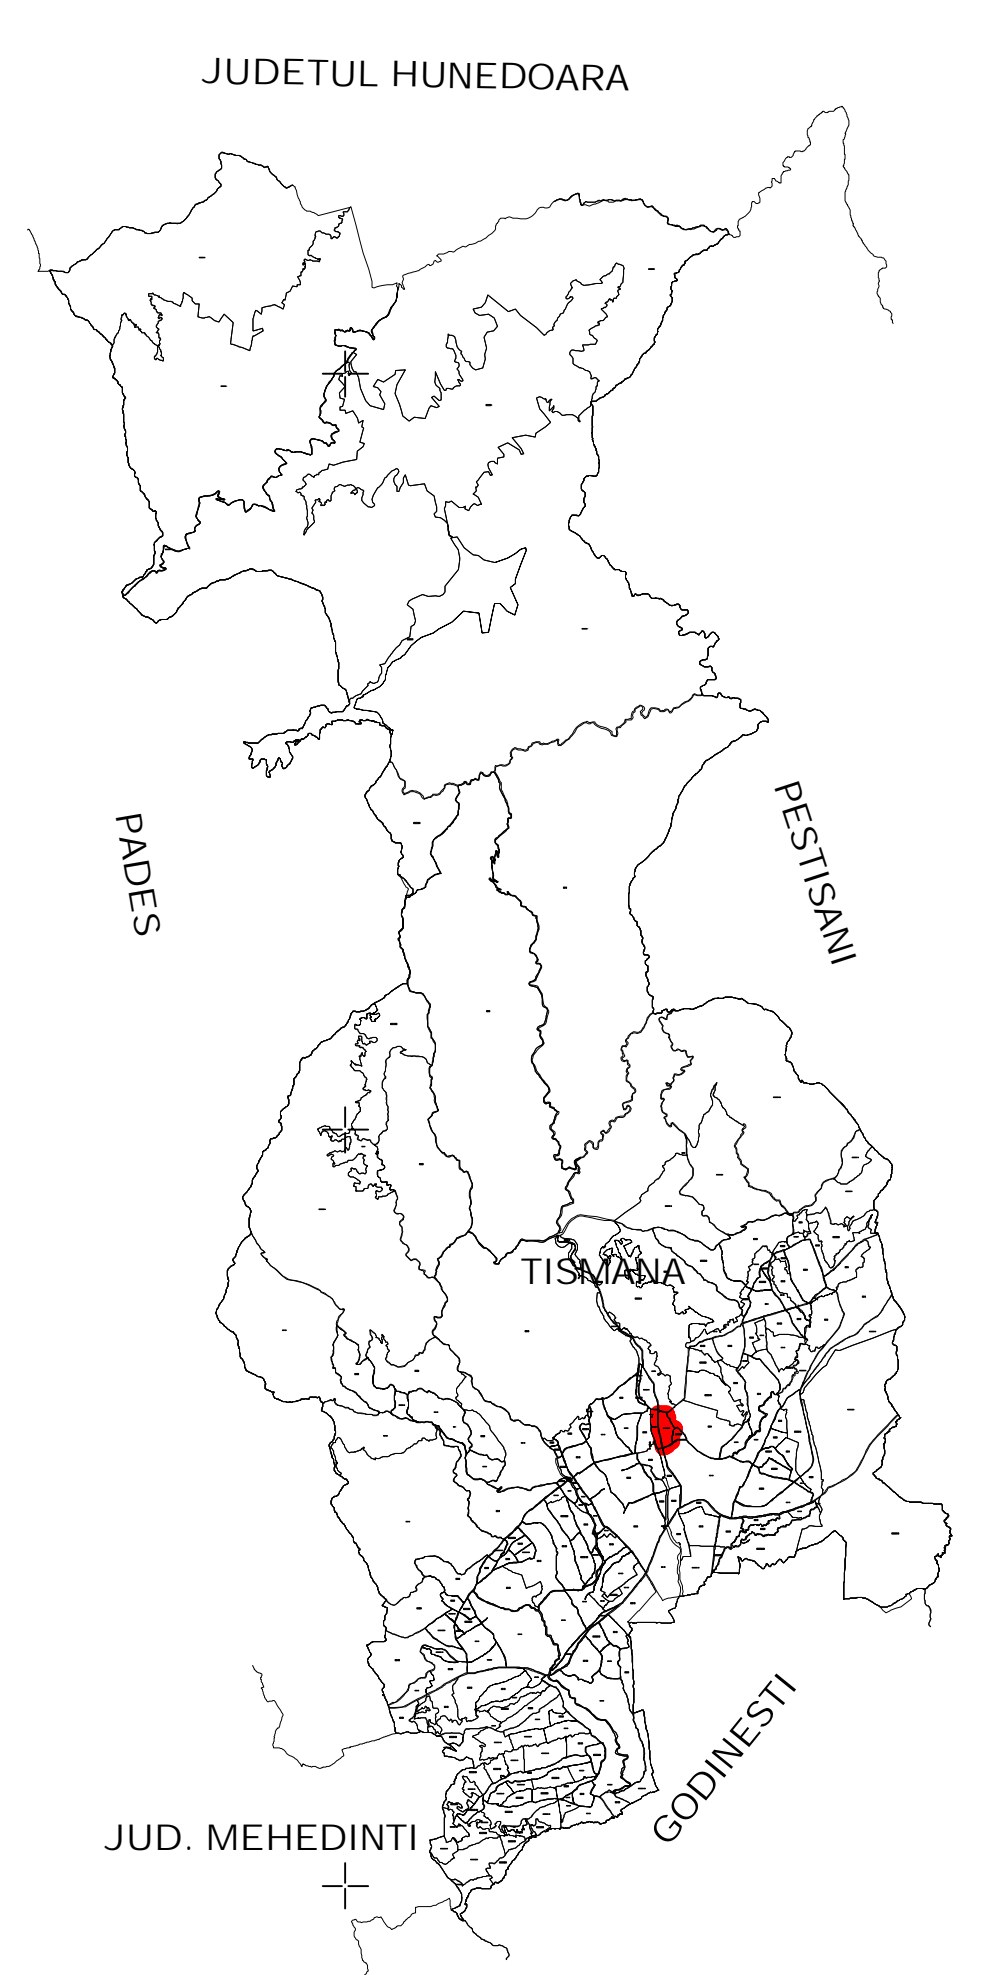 JUDETUL HUNEDOARA
PADES
PESTISANI
TISMANA
GODINESTI
JUD. MEHEDINTI